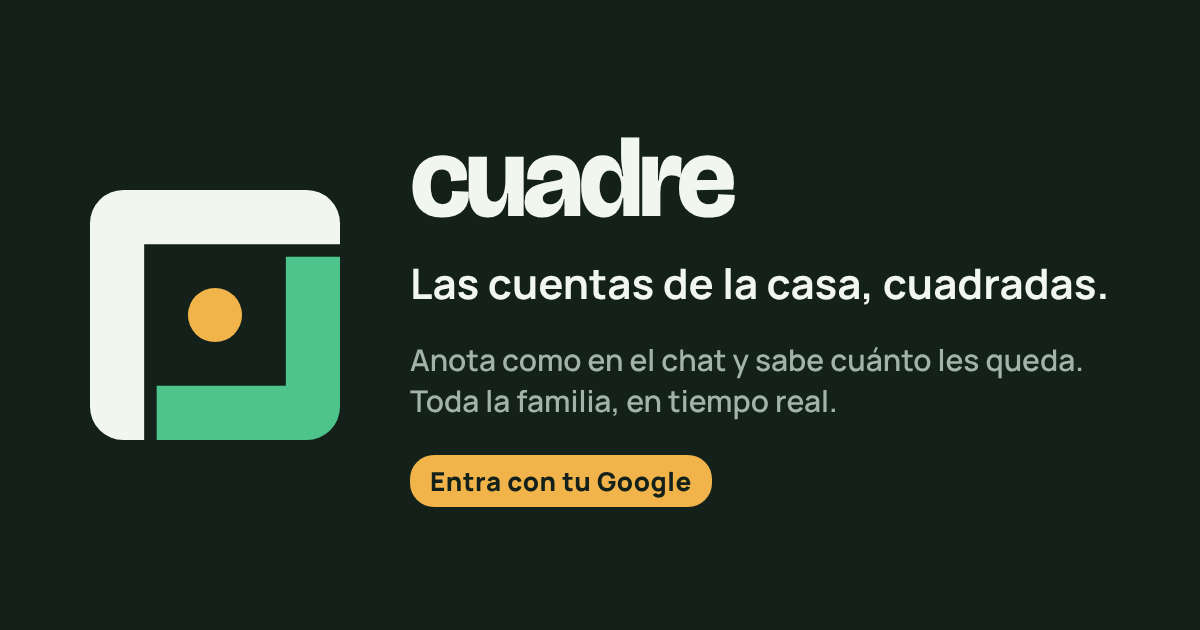 cuadre
Las cuentas de la casa, cuadradas.
Anota como en el chat y sabe cuánto les queda.
Toda la familia, en tiempo real.
Entra con tu Google